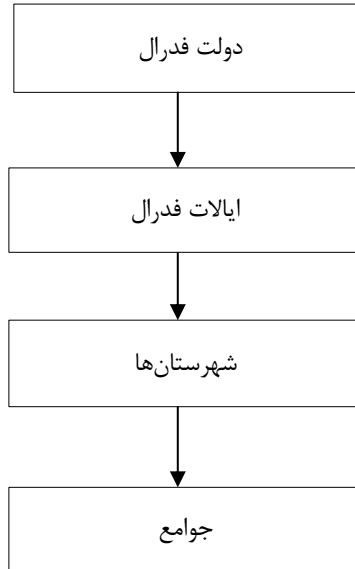 دولت فدرال
ایالات فدرال
شهرستان‌ها
جوامع